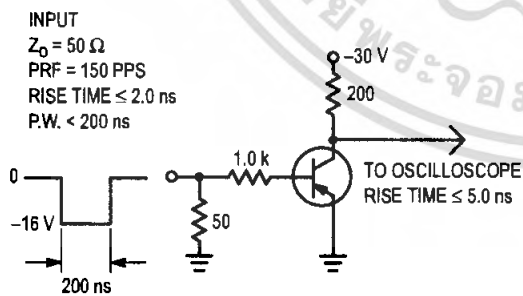 INPUT
Z₀ = 50 Ω
PRF = 150 PPS
RISE TIME ≤ 2.0 ns
P.W. < 200 ns
–30 V
200
1.0 k
TO OSCILLOSCOPE
RISE TIME ≤ 5.0 ns
0
50
–16 V
200 ns